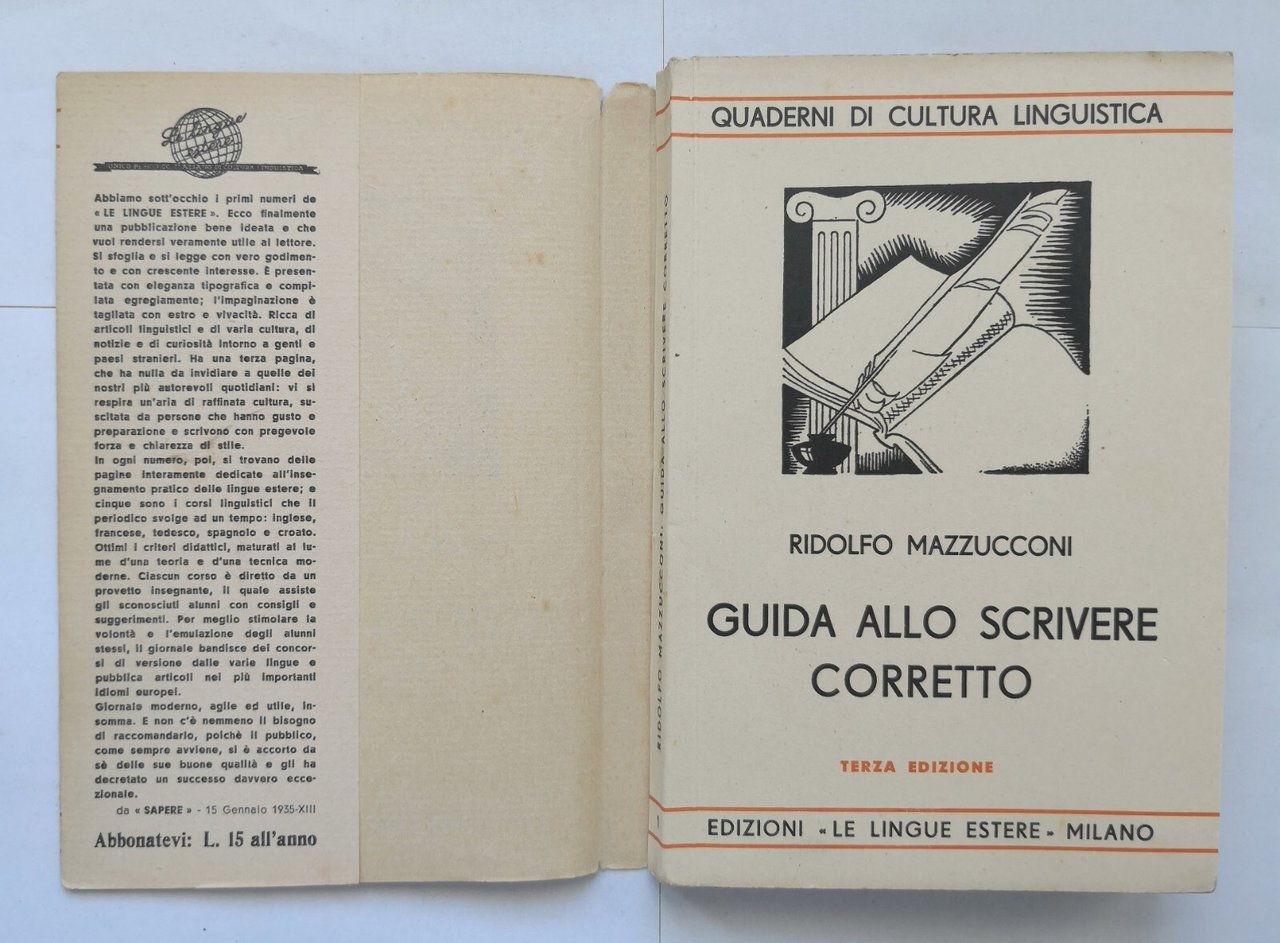 Le lingue
estere
UNICO PERIODICO ITALIANO DI CULTURA LINGUISTICA
Abbiamo sott'occhio i primi numeri de
« LE LINGUE ESTERE ». Ecco finalmente
una pubblicazione bene ideata e che
vuol rendersi veramente utile al lettore.
Si sfoglia e si legge con vero godimen-
to e con crescente interesse. È presen-
tata con eleganza tipografica e compi-
lata egregiamente; l'impaginazione è
tagliata con estro e vivacità. Ricca di
articoli linguistici e di varia cultura, di
notizie e di curiosità intorno a genti e
paesi stranieri. Ha una terza pagina,
che ha nulla da invidiare a quelle dei
nostri più autorevoli quotidiani: vi si
respira un'aria di raffinata cultura, su-
scitata da persone che hanno gusto e
preparazione e scrivono con pregevole
forza e chiarezza di stile.
In ogni numero, poi, si trovano delle
pagine interamente dedicate all'inse-
gnamento pratico delle lingue estere; e
cinque sono i corsi linguistici che il
periodico svolge ad un tempo: inglese,
francese, tedesco, spagnolo e croato.
Ottimi i criteri didattici, maturati al lu-
me d'una teoria e d'una tecnica mo-
derne. Ciascun corso è diretto da un
provetto insegnante, il quale assiste
gli sconosciuti alunni con consigli e
suggerimenti. Per meglio stimolare la
volontà e l'emulazione degli alunni
stessi, il giornale bandisce dei concor-
si di versione dalle varie lingue e
pubblica articoli nei più importanti
idiomi europei.
Giornale moderno, agile ed utile, in-
somma. E non c'è nemmeno il bisogno
di raccomandarlo, poichè il pubblico,
come sempre avviene, si è accorto da
sè delle sue buone qualità e gli ha
decretato un successo davvero ecce-
zionale.
da « SAPERE » - 15 Gennaio 1935-XIII
Abbonatevi: L. 15 all'anno
RIDOLFO MAZZUCCONI: GUIDA ALLO SCRIVERE CORRETTO
QUADERNI DI CULTURA LINGUISTICA
RIDOLFO MAZZUCCONI
GUIDA ALLO SCRIVERE
CORRETTO
TERZA EDIZIONE
EDIZIONI «LE LINGUE ESTERE» MILANO